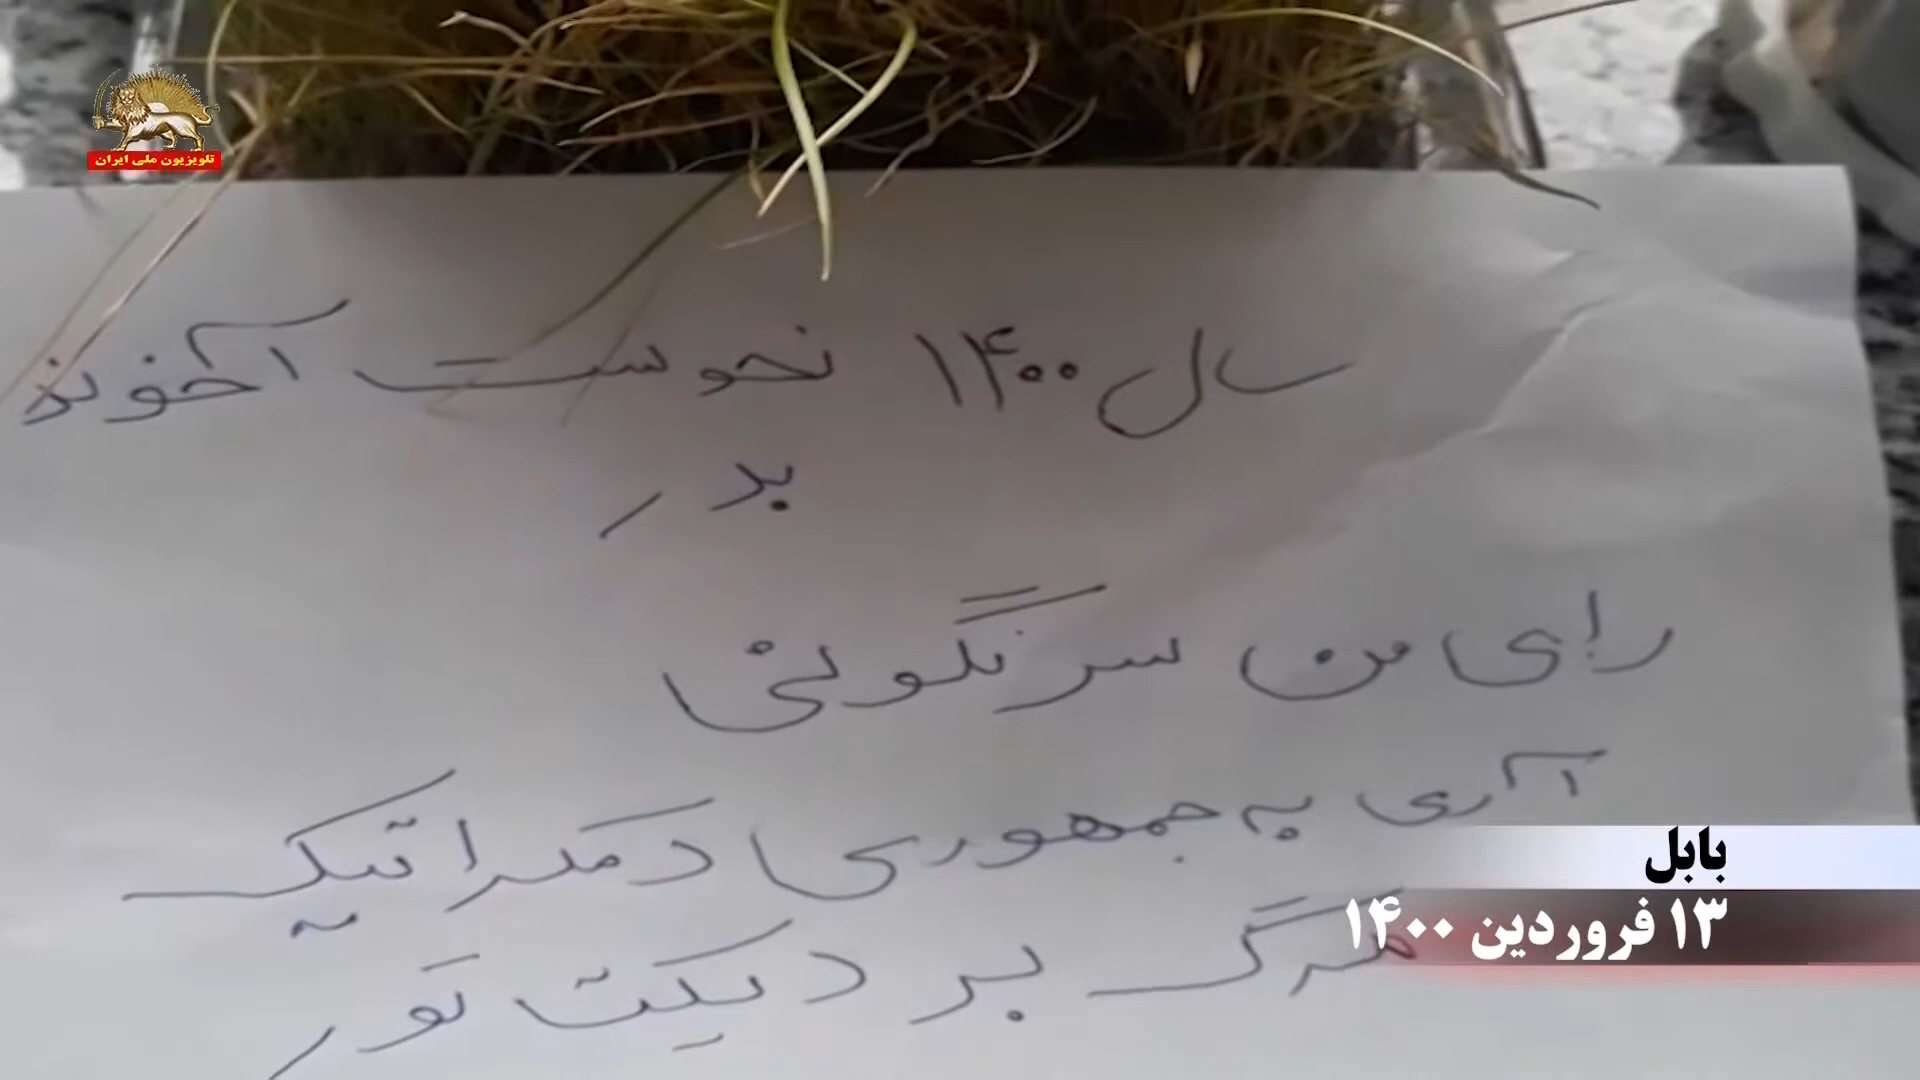 تلویزیون ملی ایران
سال ۱۴۰۰ نحوست آخوند
بدر
رای من سرنگونی
آری به جمهوری دمکراتیک
مرگ بر دیکتاتور
بابل
۱۳ فروردین ۱۴۰۰